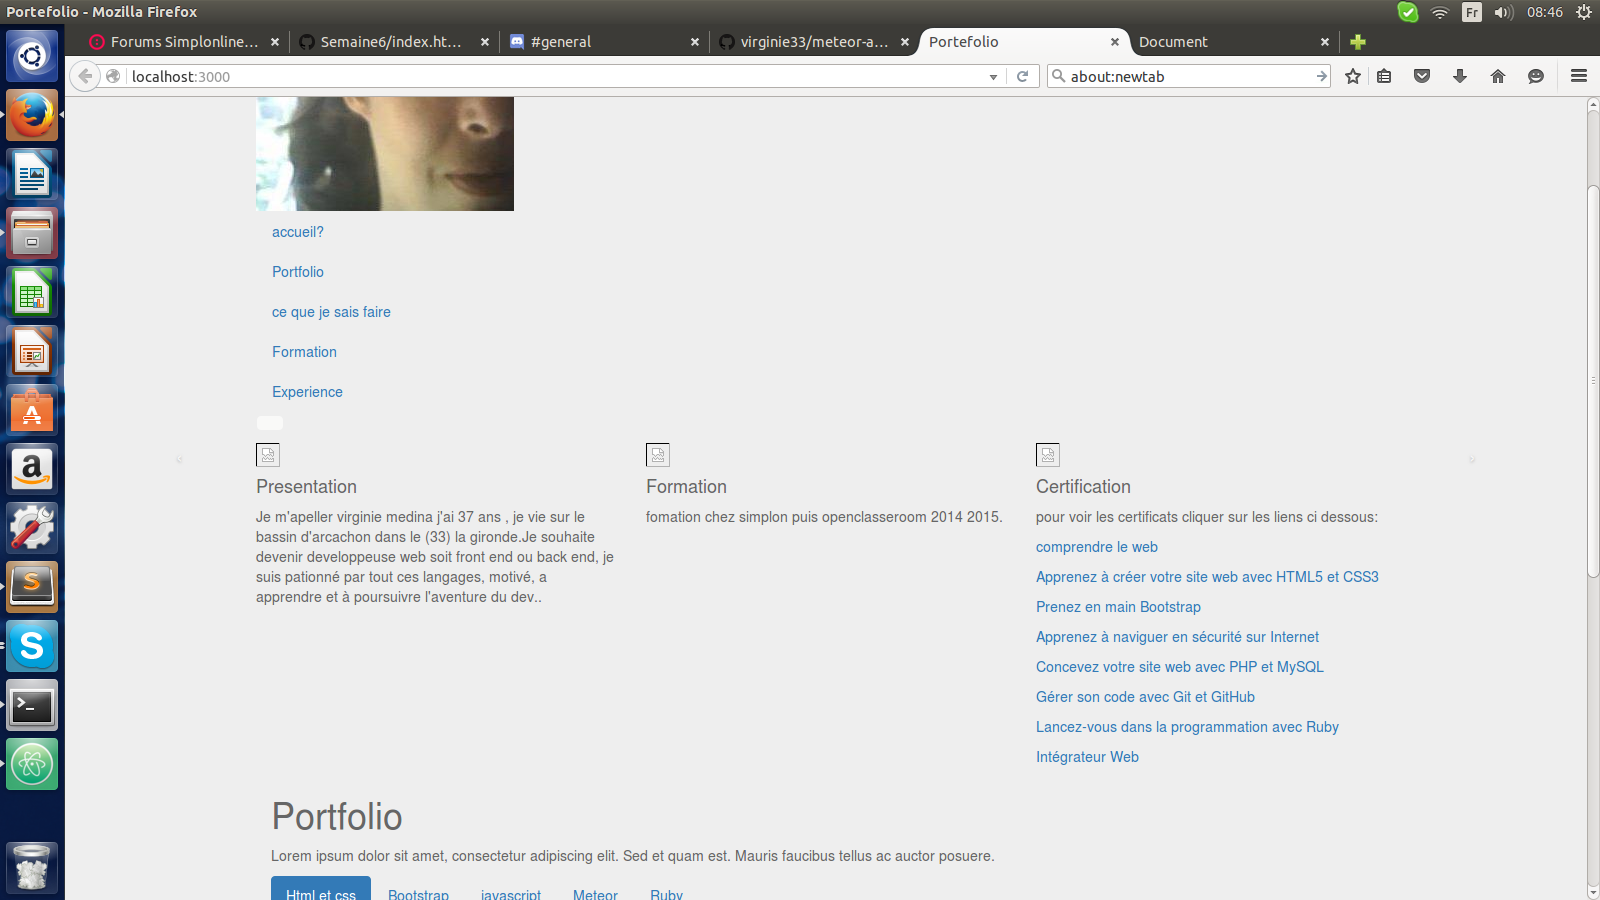 Portefolio - Mozilla Firefox
Fr
08:46
Forums Simplonline...
Semaine6/index.ht...
#general
virginie33/meteor-a...
Portefolio
Document
localhost:3000
about:newtab
accueil?
Portfolio
ce que je sais faire
Formation
Experience
Presentation
Je m'apeller virginie medina j'ai 37 ans , je vie sur le
bassin d'arcachon dans le (33) la gironde.Je souhaite
devenir developpeuse web soit front end ou back end, je
suis pationné par tout ces langages, motivé, a
apprendre et à poursuivre l'aventure du dev..
Formation
fomation chez simplon puis openclasseroom 2014 2015.
Certification
pour voir les certificats cliquer sur les liens ci dessous:
comprendre le web
Apprenez à créer votre site web avec HTML5 et CSS3
Prenez en main Bootstrap
Apprenez à naviguer en sécurité sur Internet
Concevez votre site web avec PHP et MySQL
Gérer son code avec Git et GitHub
Lancez-vous dans la programmation avec Ruby
Intégrateur Web
Portfolio
Lorem ipsum dolor sit amet, consectetur adipiscing elit. Sed et quam est. Mauris faucibus tellus ac auctor posuere.
Html et css
Bootstrap
javascript
Meteor
Ruby